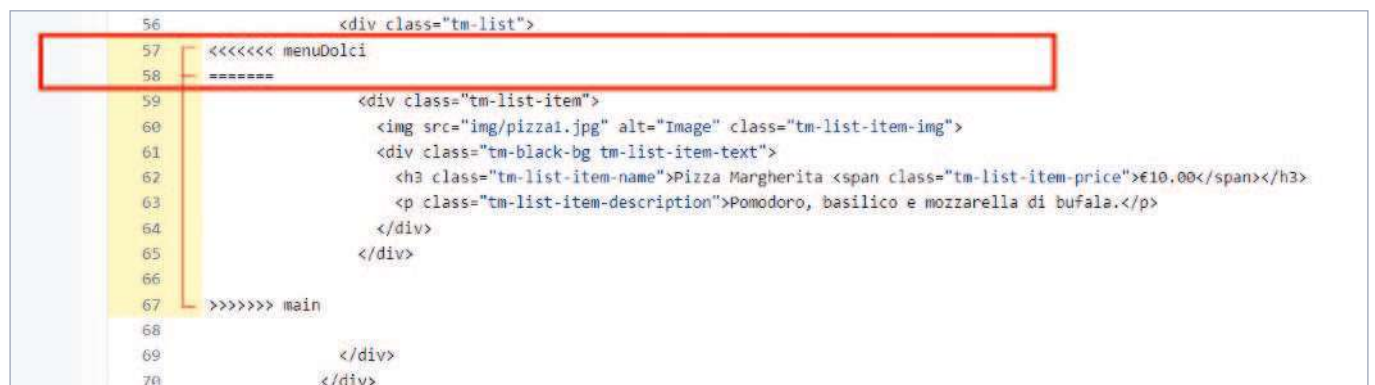 56 <div class="tm-list">
57 <<<<<<< menuDolci
58 =======
59 <div class="tm-list-item">
60 <img src="img/pizza1.jpg" alt="Image" class="tm-list-item-img">
61 <div class="tm-black-bg tm-list-item-text">
62 <h3 class="tm-list-item-name">Pizza Margherita <span class="tm-list-item-price">€10.00</span></h3>
63 <p class="tm-list-item-description">Pomodoro, basilico e mozzarella di bufala.</p>
64 </div>
65 </div>
66
67 >>>>>>> main
68
69 </div>
70 </div>